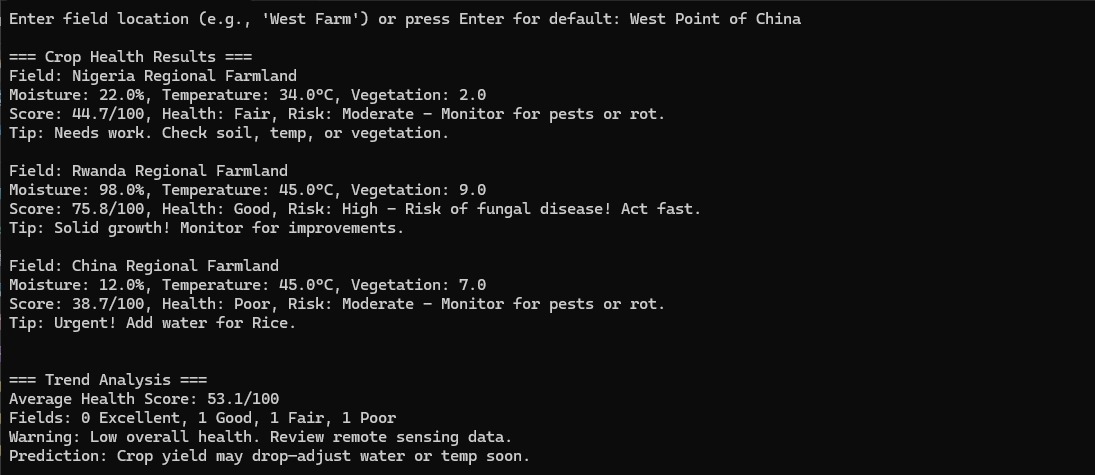 Enter field location (e.g., 'West Farm') or press Enter for default: West Point of China
=== Crop Health Results ===
Field: Nigeria Regional Farmland
Moisture: 22.0%, Temperature: 34.0°C, Vegetation: 2.0
Score: 44.7/100, Health: Fair, Risk: Moderate - Monitor for pests or rot.
Tip: Needs work. Check soil, temp, or vegetation.
Field: Rwanda Regional Farmland
Moisture: 98.0%, Temperature: 45.0°C, Vegetation: 9.0
Score: 75.8/100, Health: Good, Risk: High - Risk of fungal disease! Act fast.
Tip: Solid growth! Monitor for improvements.
Field: China Regional Farmland
Moisture: 12.0%, Temperature: 45.0°C, Vegetation: 7.0
Score: 38.7/100, Health: Poor, Risk: Moderate - Monitor for pests or rot.
Tip: Urgent! Add water for Rice.
=== Trend Analysis ===
Average Health Score: 53.1/100
Fields: 0 Excellent, 1 Good, 1 Fair, 1 Poor
Warning: Low overall health. Review remote sensing data.
Prediction: Crop yield may drop—adjust water or temp soon.